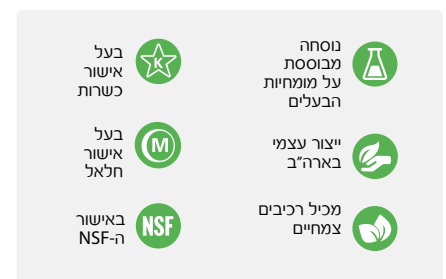 נוסחה
מבוססת
על מומחיות
הבעלים
ייצור עצמי
בארה״ב
מכיל רכיבים
צמחיים
K
בעל
אישור
כשרות
M
בעל
אישור
חלאל
NSF
באישור
ה-NSF